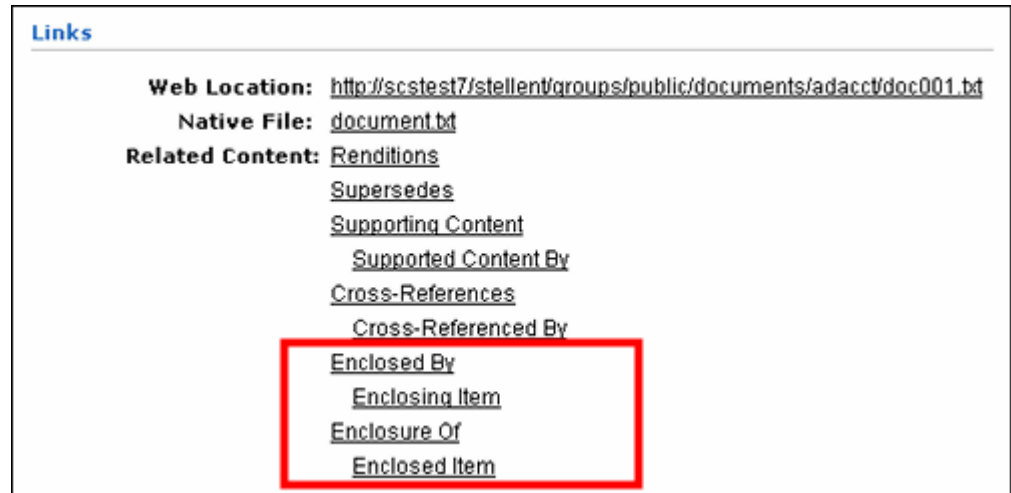 Links
Web Location: http://scstest7/stellent/groups/public/documents/adacct/doc001.txt
Native File: document.txt
Related Content: Renditions
Supersedes
Supporting Content
Supported Content By
Cross-References
Cross-Referenced By
Enclosed By
Enclosing Item
Enclosure Of
Enclosed Item